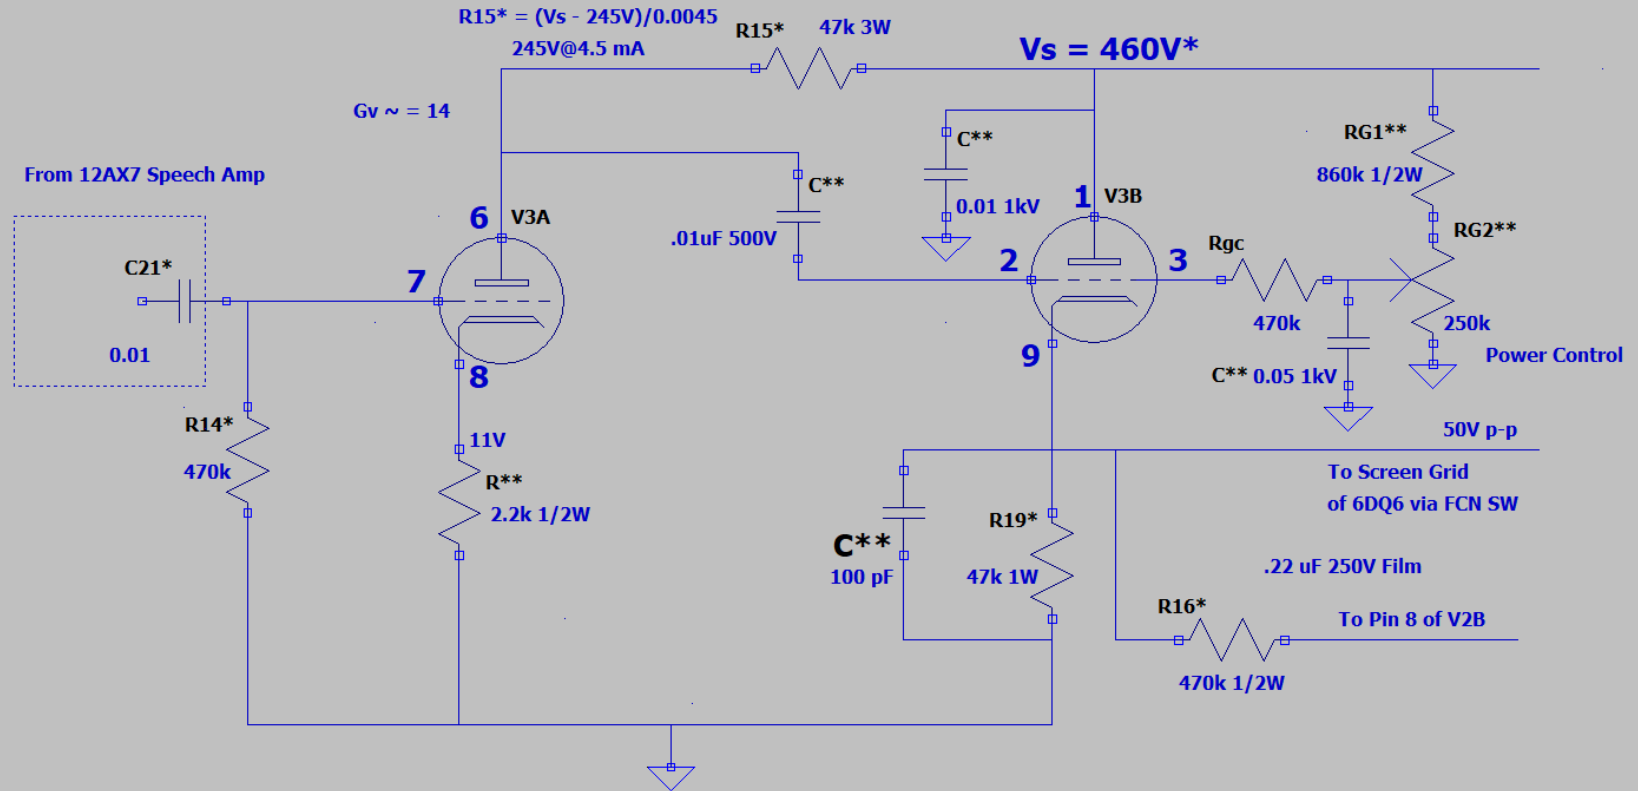 R15* = (Vs - 245V)/0.0045
245V@4.5 mA
R15*
47k 3W
Vs = 460V*
Gv ~ = 14
From 12AX7 Speech Amp
C21*
0.01
R14*
470k
6
V3A
7
8
11V
R**
2.2k 1/2W
C**
.01uF 500V
C**
0.01 1kV
1
V3B
2
3
9
Rgc
470k
RG1**
860k 1/2W
RG2**
250k
Power Control
C** 0.05 1kV
50V p-p
To Screen Grid
of 6DQ6 via FCN SW
C**
100 pF
R19*
47k 1W
.22 uF 250V Film
R16*
470k 1/2W
To Pin 8 of V2B